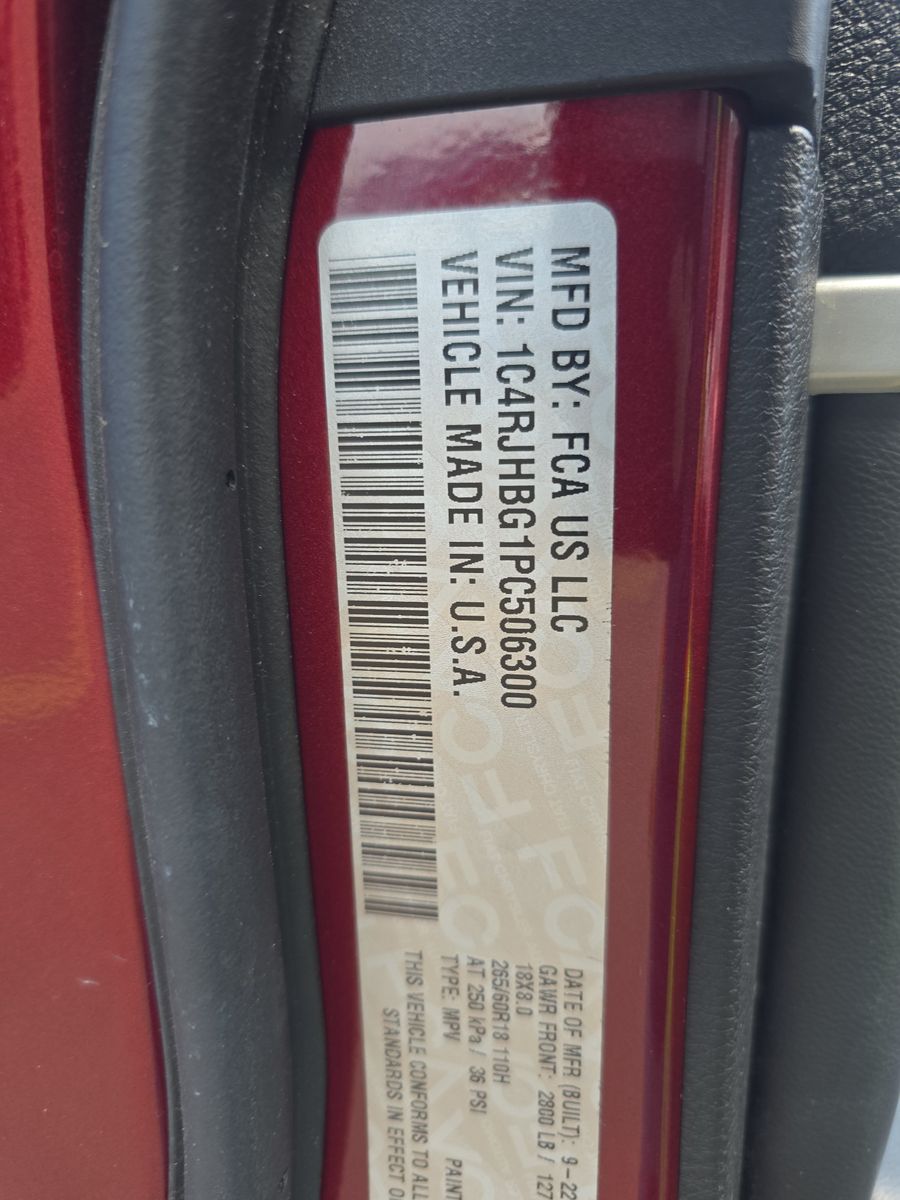 MFD BY: FCA US LLC
VIN: 1C4RJHBG1PC506300
VEHICLE MADE IN: U.S.A.
DATE OF MFR (BUILT): 9-22
GAWR FRONT: 2800 LB / 127
18X8.0
265/60R18 110H
AT 250 kPa / 36 PSI
TYPE: MPV PAINT
THIS VEHICLE CONFORMS TO ALL
STANDARDS IN EFFECT